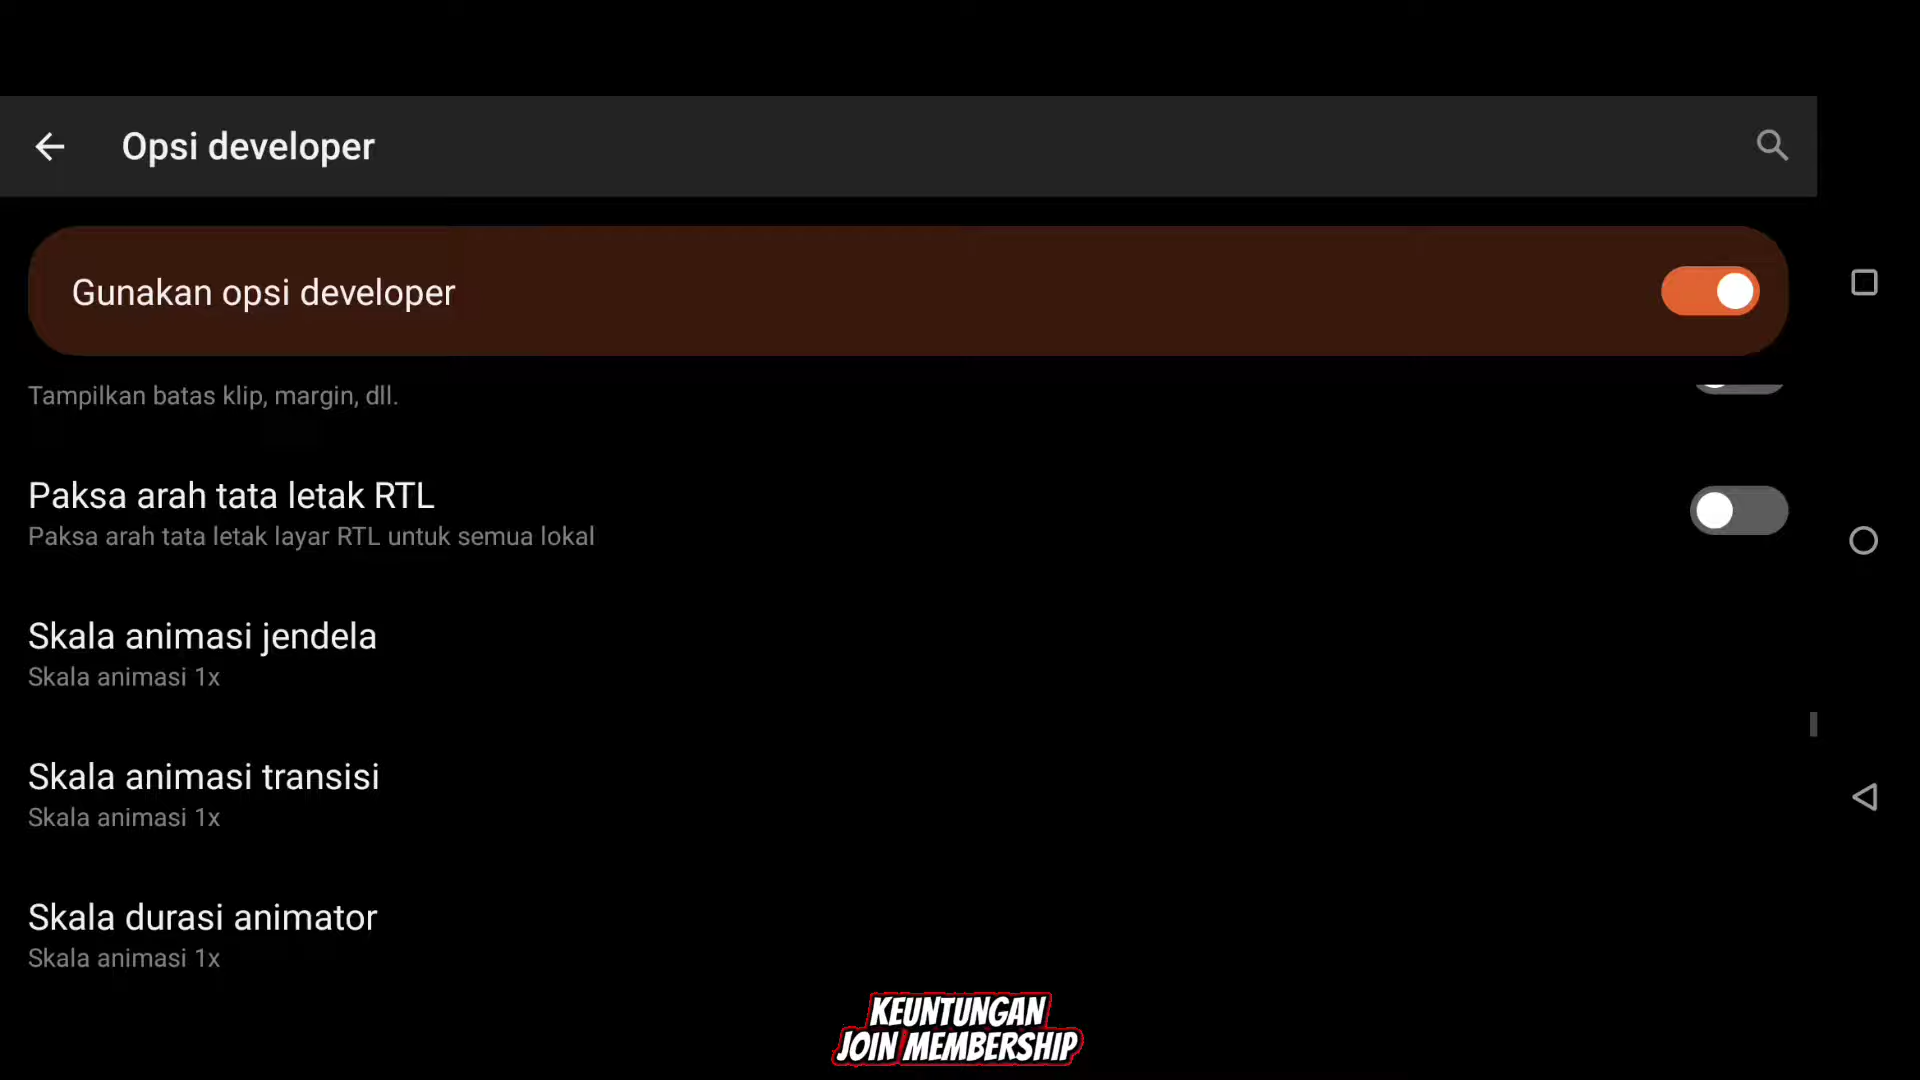 Opsi developer
Gunakan opsi developer
Tampilkan batas klip, margin, dll.
Paksa arah tata letak RTL
Paksa arah tata letak layar RTL untuk semua lokal
Skala animasi jendela
Skala animasi 1x
Skala animasi transisi
Skala animasi 1x
Skala durasi animator
Skala animasi 1x
KEUNTUNGAN
JOIN MEMBERSHIP